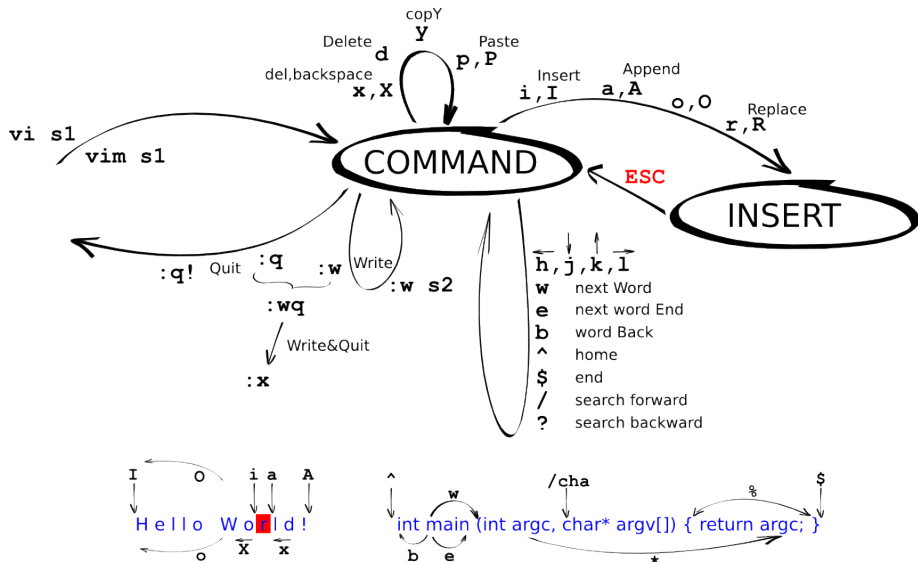 copY
y
Delete
d
Paste
p,P
del,backspace
x,X
Insert
i,I
Append
a,A
o,O
Replace
r,R
vi s1
vim s1
COMMAND
ESC
INSERT
:q!
Quit
:q
:w
Write
:w s2
:wq
Write&Quit
:x
h,j,k,l
w next Word
e next word End
b word Back
^ home
$ end
/ search forward
? search backward
I O i a A
Hello World!
o X x
^ w /cha % $
int main (int argc, char* argv[]) { return argc; }
b e *